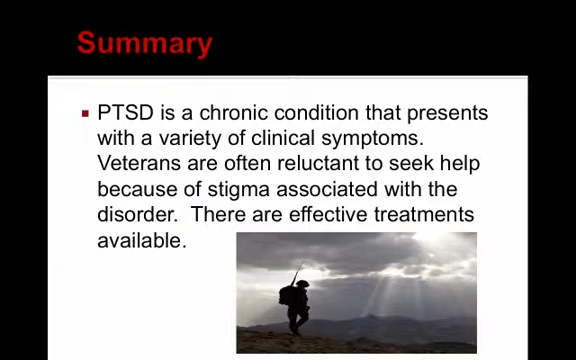 Summary
PTSD is a chronic condition that presents
with a variety of clinical symptoms.
Veterans are often reluctant to seek help
because of stigma associated with the
disorder.  There are effective treatments
available.